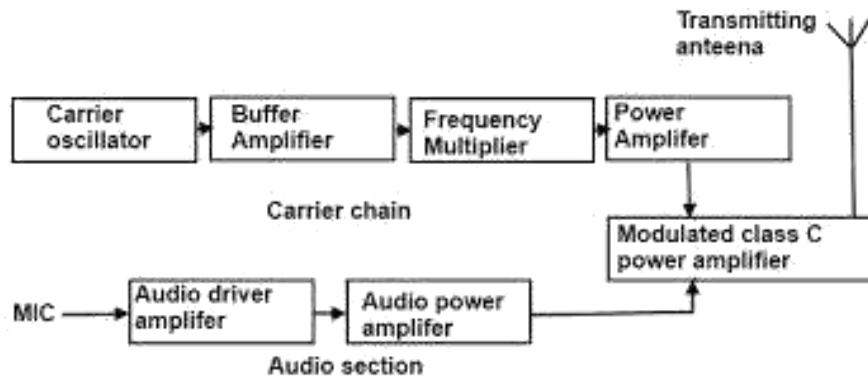 Transmitting
anteena
Carrier
oscillator
Buffer
Amplifier
Frequency
Multiplier
Power
Amplifer
Carrier chain
Modulated class C
power amplifier
MIC
Audio driver
amplifer
Audio power
amplifer
Audio section